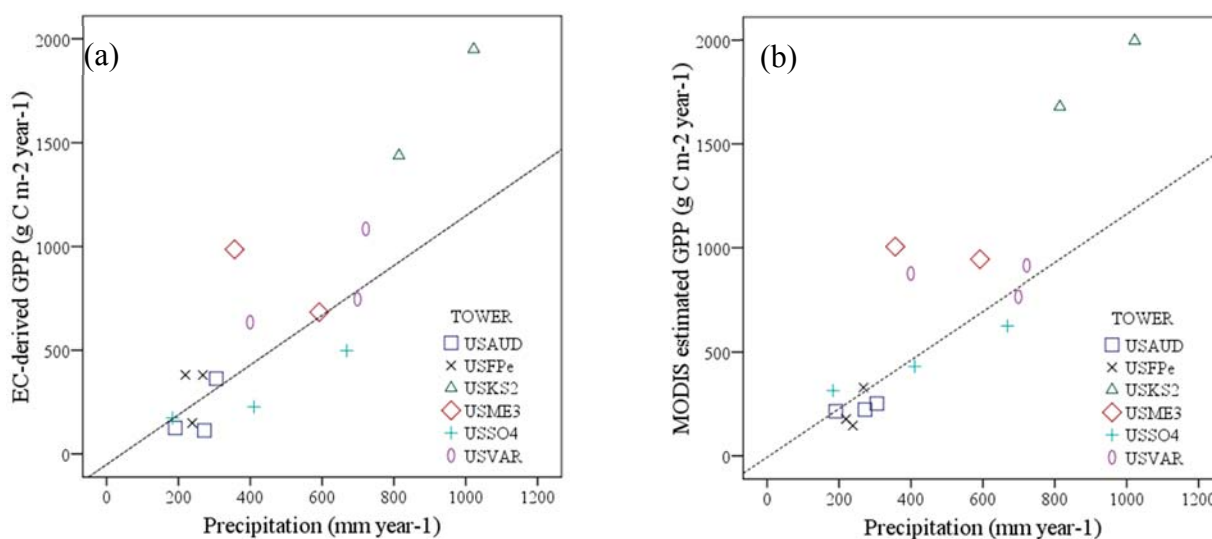 (a)
EC-derived GPP (g C m-2 year-1)
2000
1500
1000
500
0
0 200 400 600 800 1000 1200
Precipitation (mm year-1)
TOWER
USAUD
USFPe
USKS2
USME3
USSO4
USVAR
(b)
MODIS estimated GPP (g C m-2 year-1)
2000
1500
1000
500
0
0 200 400 600 800 1000 1200
Precipitation (mm year-1)
TOWER
USAUD
USFPe
USKS2
USME3
USSO4
USVAR